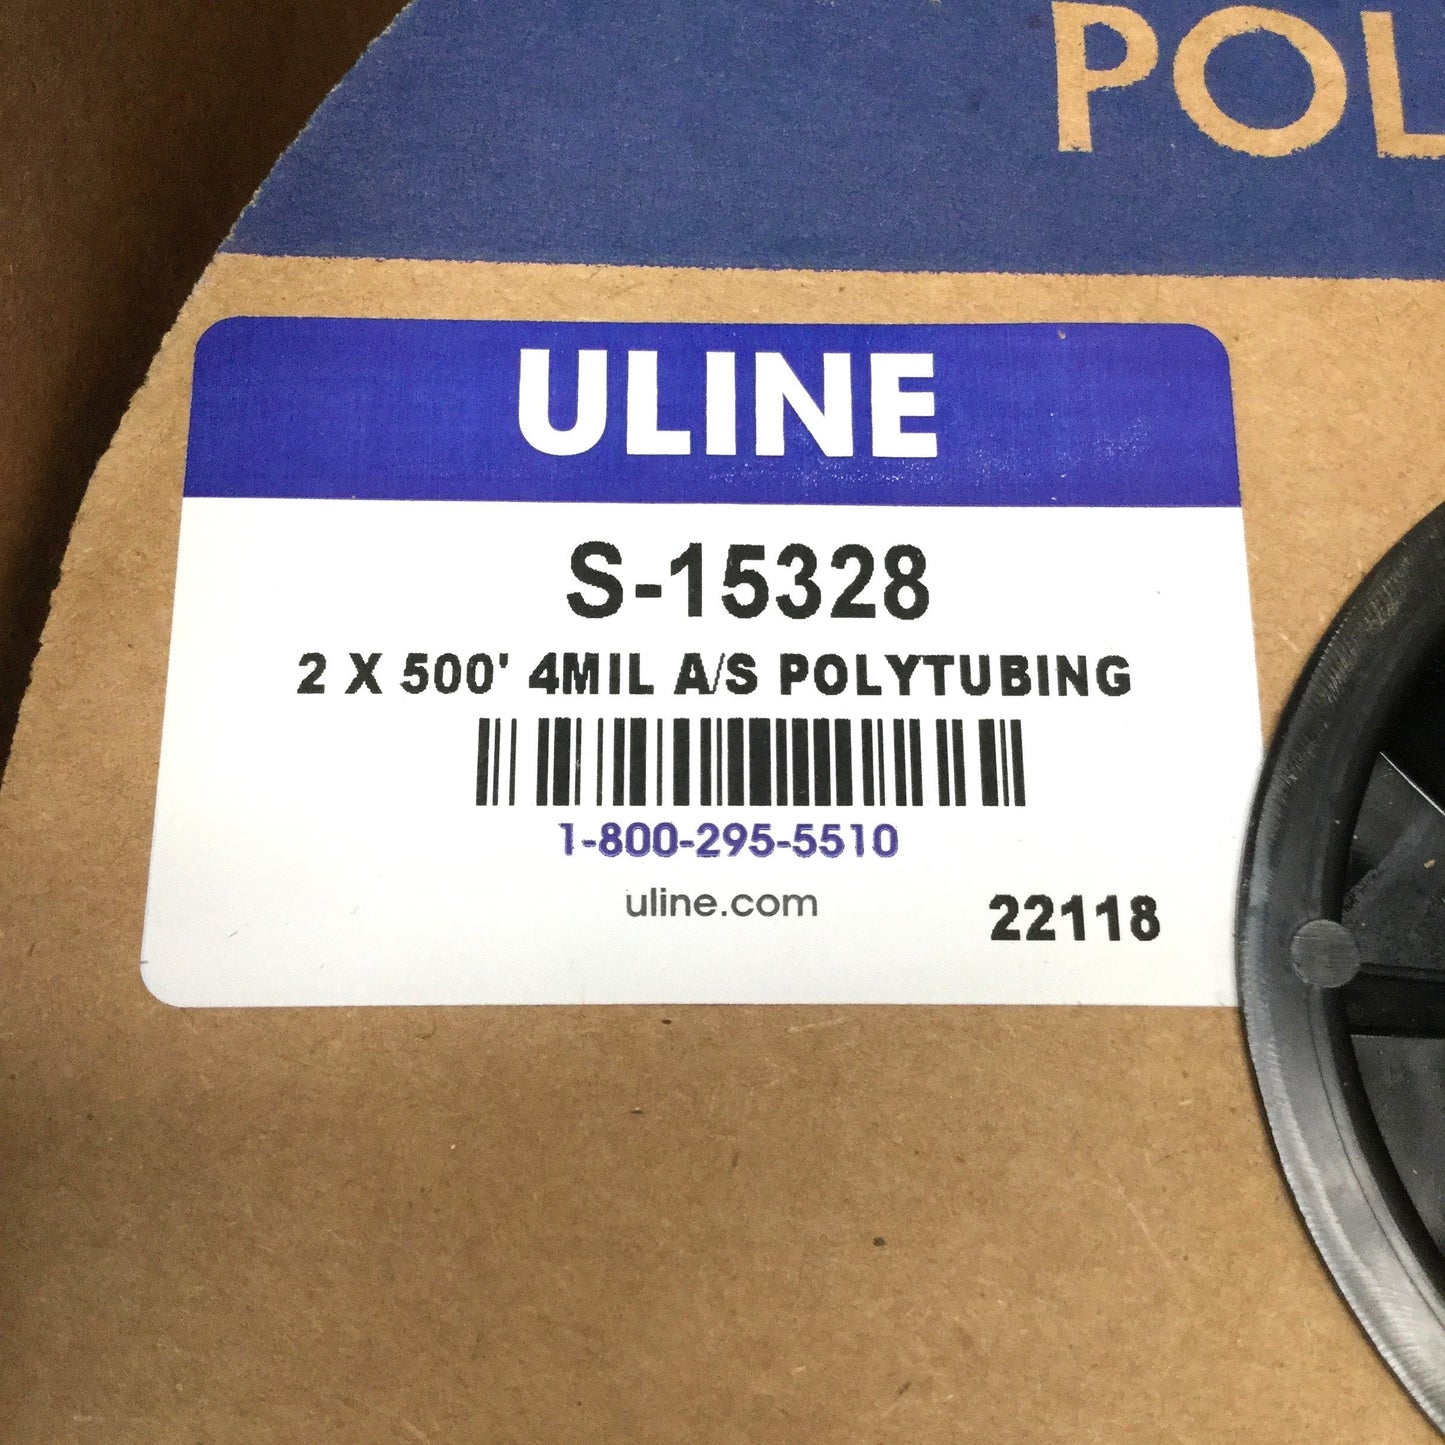 POL
ULINE
S-15328
2 X 500' 4MIL A/S POLYTUBING
1-800-295-5510
uline.com
22118